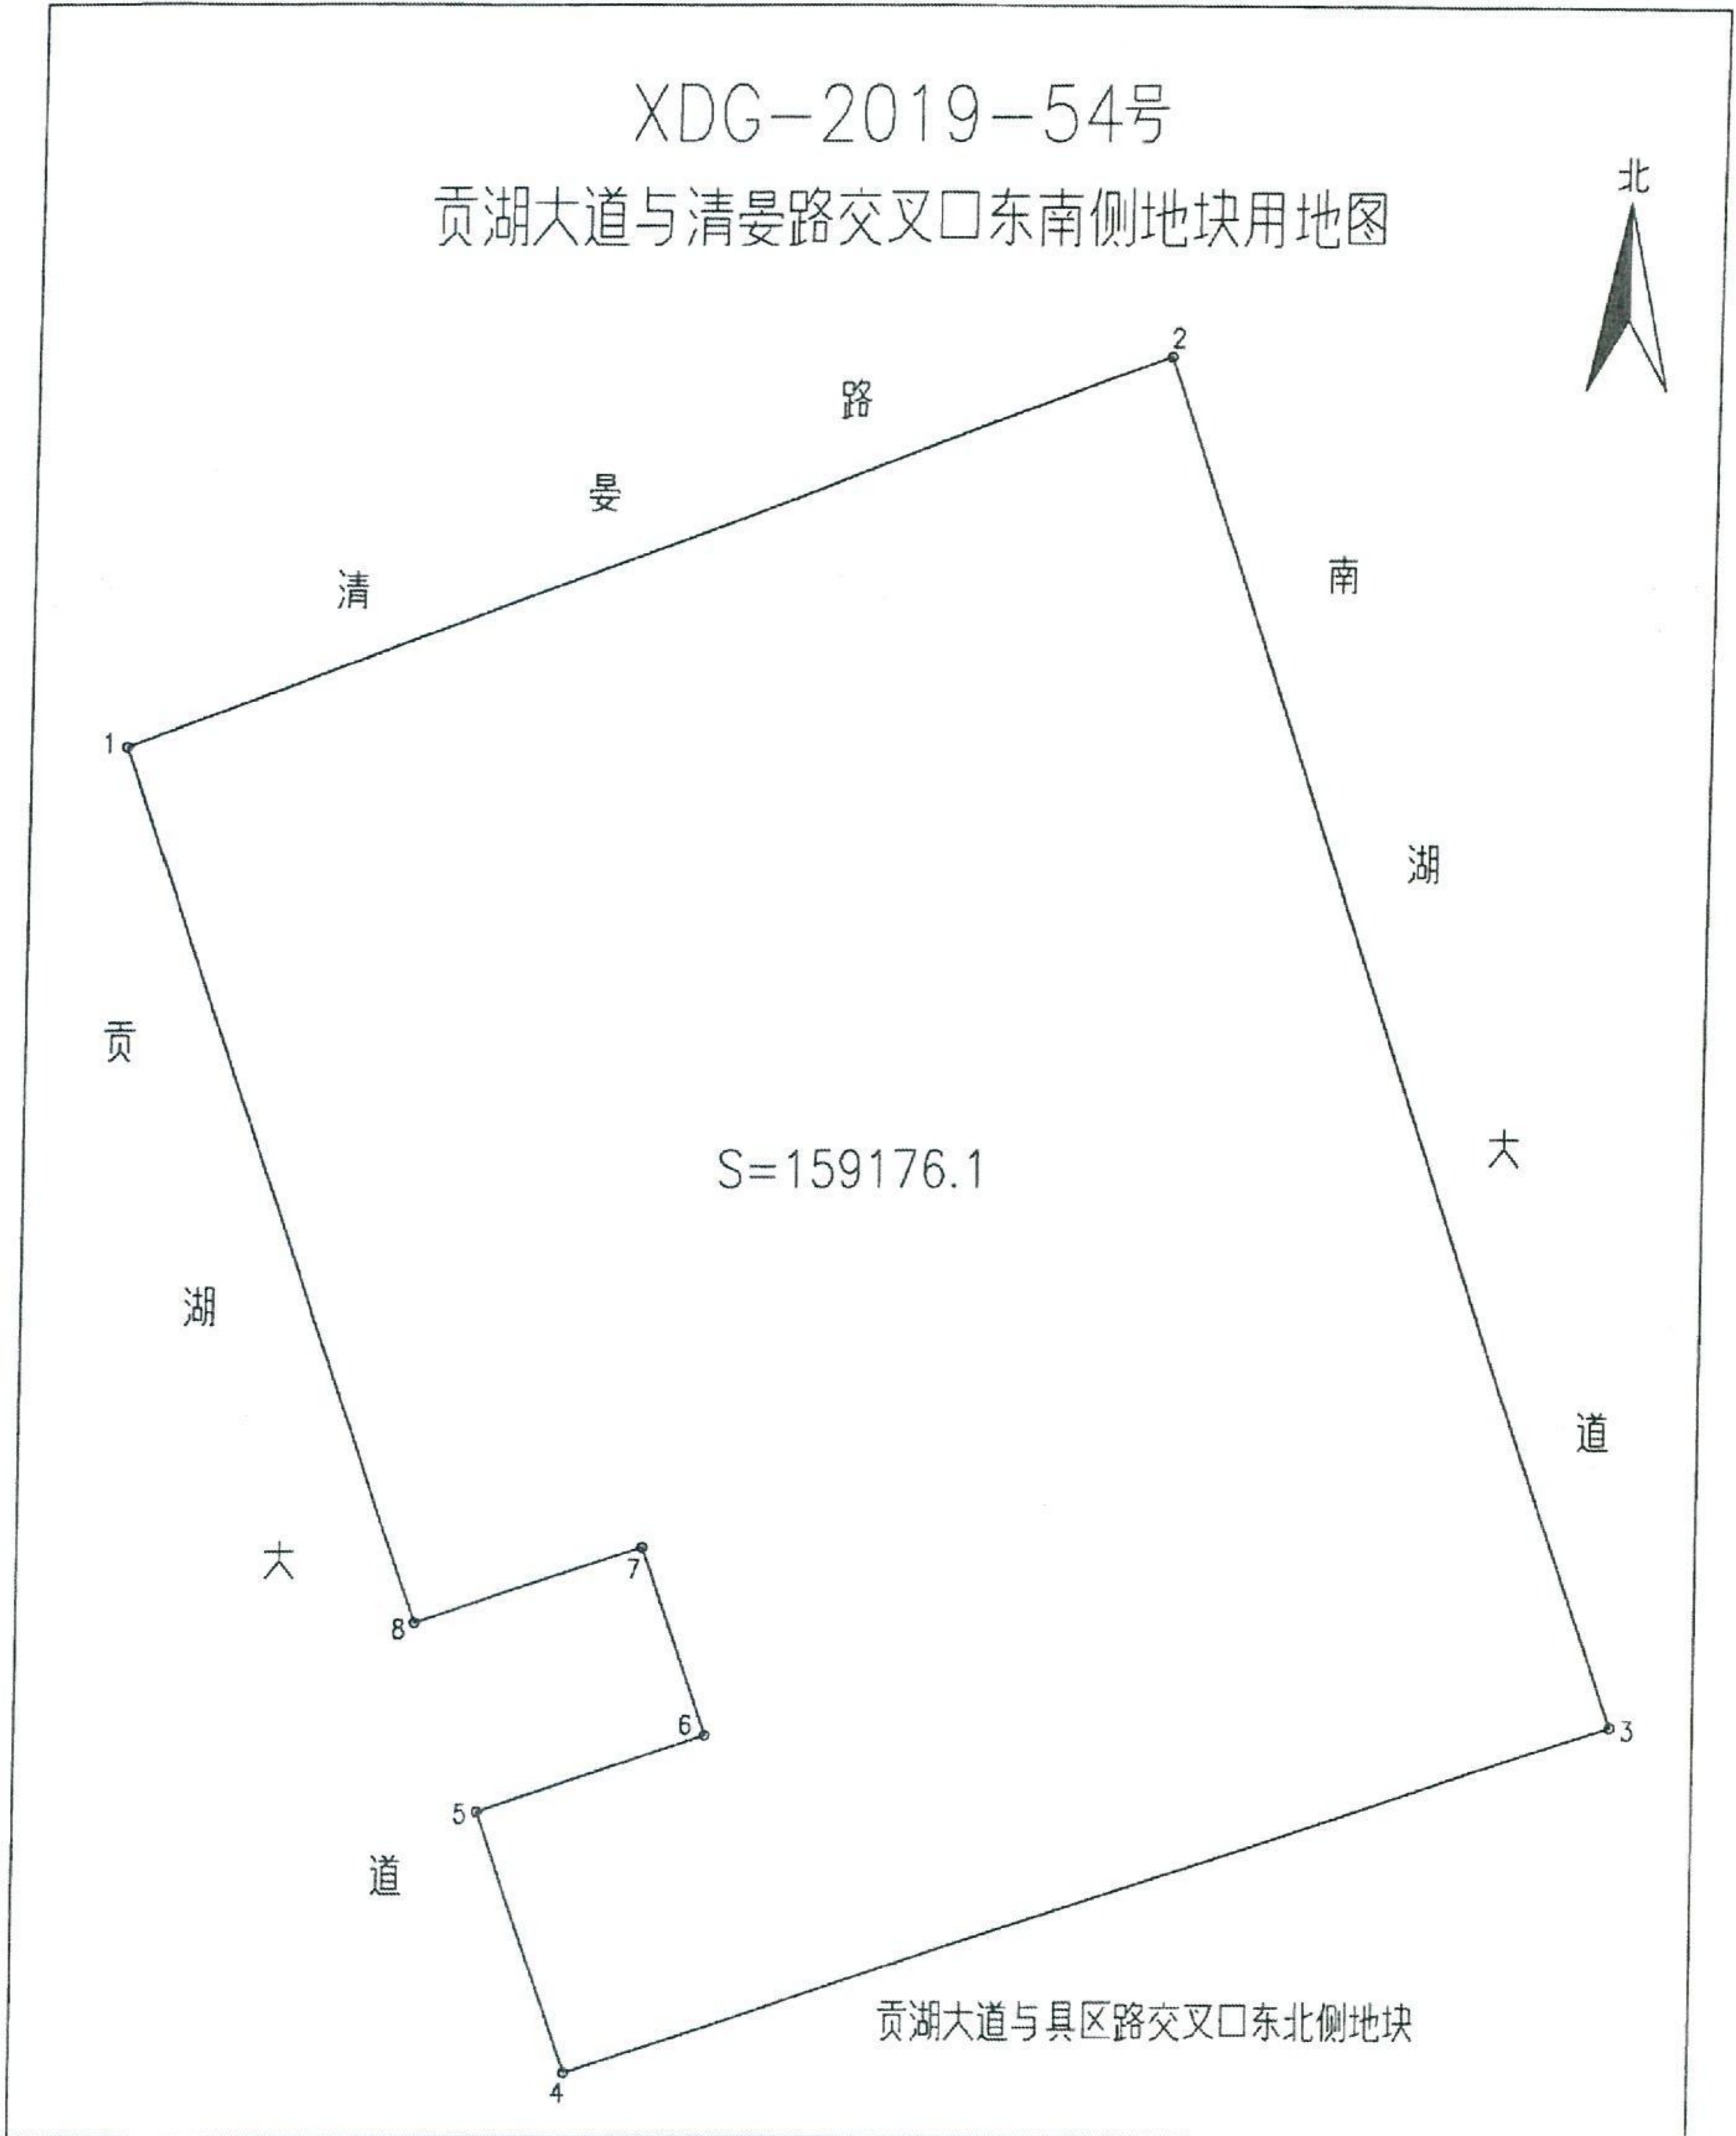 XDG-2019-54号
贡湖大道与清晏路交叉口东南侧地块用地图
北
清晏路
南湖大道
贡湖大道
1
2
3
4
5
6
7
8
S=159176.1
贡湖大道与具区路交叉口东北侧地块